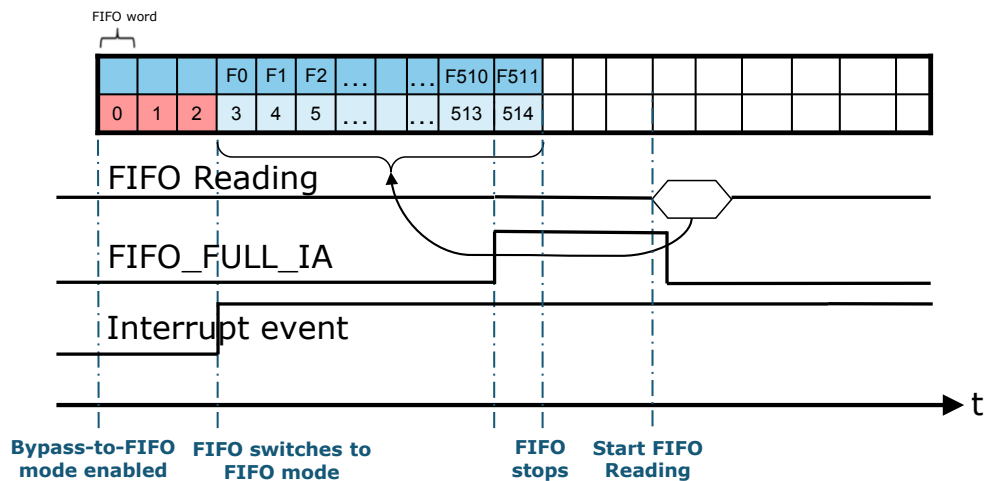 FIFO word
F0 F1 F2 ... ... F510 F511
0 1 2 3 4 5 ... ... 513 514
FIFO Reading
FIFO_FULL_IA
Interrupt event
t
Bypass-to-FIFO
mode enabled
FIFO switches to
FIFO mode
FIFO
stops
Start FIFO
Reading